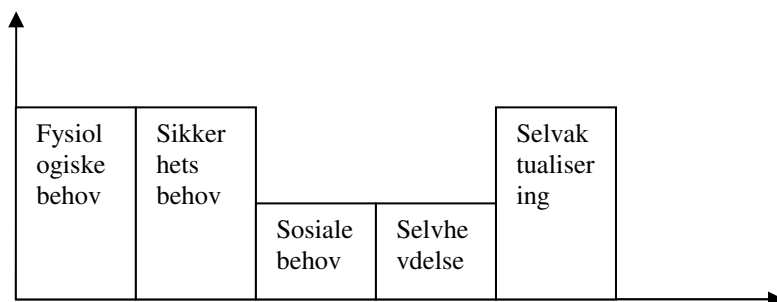 Fysiol
ogiske
behov
Sikker
hets
behov
Sosiale
behov
Selvhe
vdelse
Selvak
tualiser
ing